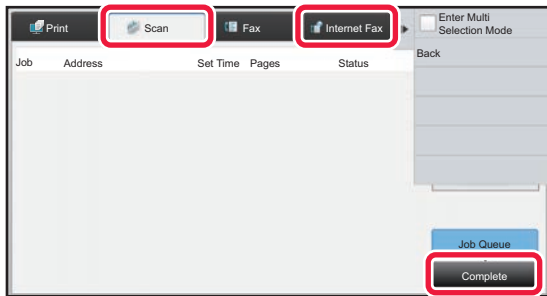 Print
Scan
Fax
Internet Fax
Enter Multi
Selection Mode
Back
Job Address Set Time Pages Status
Job Queue
Complete